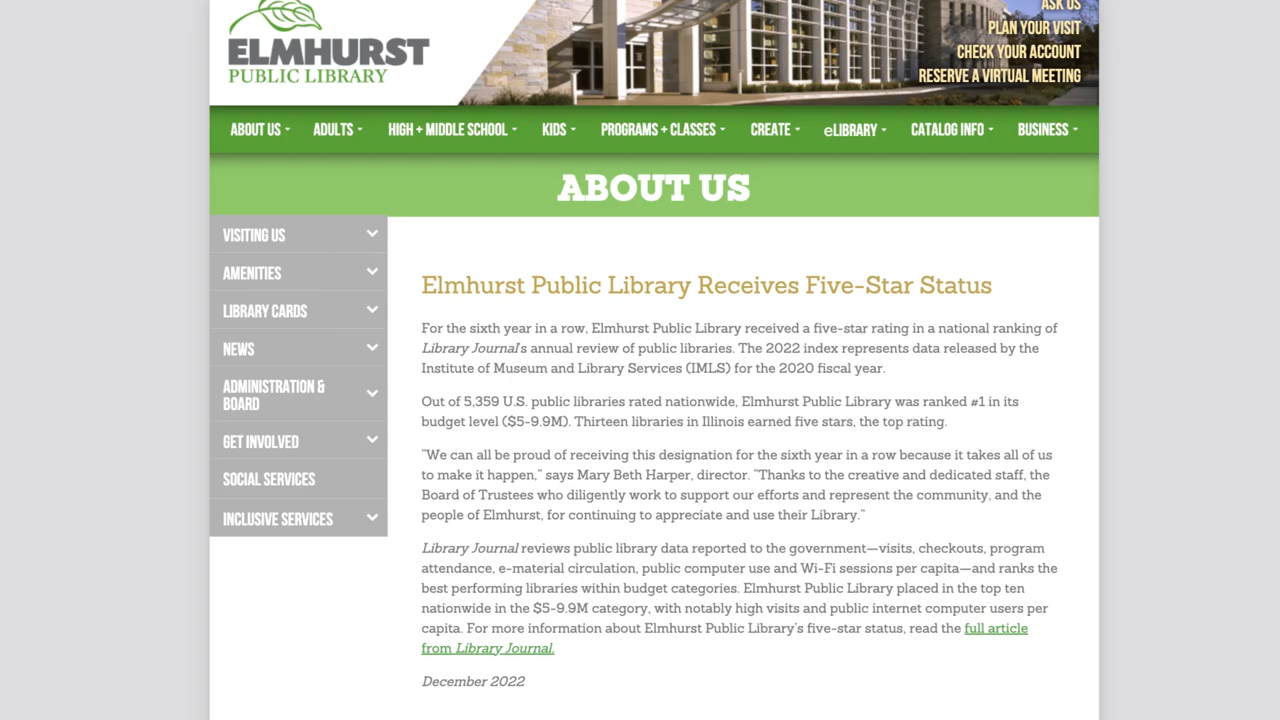 ASK US
PLAN YOUR VISIT
CHECK YOUR ACCOUNT
RESERVE A VIRTUAL MEETING
ELMHURST
PUBLIC LIBRARY
ABOUT US ADULTS HIGH + MIDDLE SCHOOL KIDS PROGRAMS + CLASSES CREATE eLIBRARY CATALOG INFO BUSINESS
ABOUT US
VISITING US
AMENITIES
LIBRARY CARDS
NEWS
ADMINISTRATION &
BOARD
GET INVOLVED
SOCIAL SERVICES
INCLUSIVE SERVICES
Elmhurst Public Library Receives Five-Star Status
For the sixth year in a row, Elmhurst Public Library received a five-star rating in a national ranking of
Library Journal's annual review of public libraries. The 2022 index represents data released by the
Institute of Museum and Library Services (IMLS) for the 2020 fiscal year.
Out of 5,359 U.S. public libraries rated nationwide, Elmhurst Public Library was ranked #1 in its
budget level ($5-9.9M). Thirteen libraries in Illinois earned five stars, the top rating.
"We can all be proud of receiving this designation for the sixth year in a row because it takes all of us
to make it happen," says Mary Beth Harper, director. "Thanks to the creative and dedicated staff, the
Board of Trustees who diligently work to support our efforts and represent the community, and the
people of Elmhurst, for continuing to appreciate and use their Library."
Library Journal reviews public library data reported to the government—visits, checkouts, program
attendance, e-material circulation, public computer use and Wi-Fi sessions per capita—and ranks the
best performing libraries within budget categories. Elmhurst Public Library placed in the top ten
nationwide in the $5-9.9M category, with notably high visits and public internet computer users per
capita. For more information about Elmhurst Public Library's five-star status, read the full article
from Library Journal.
December 2022